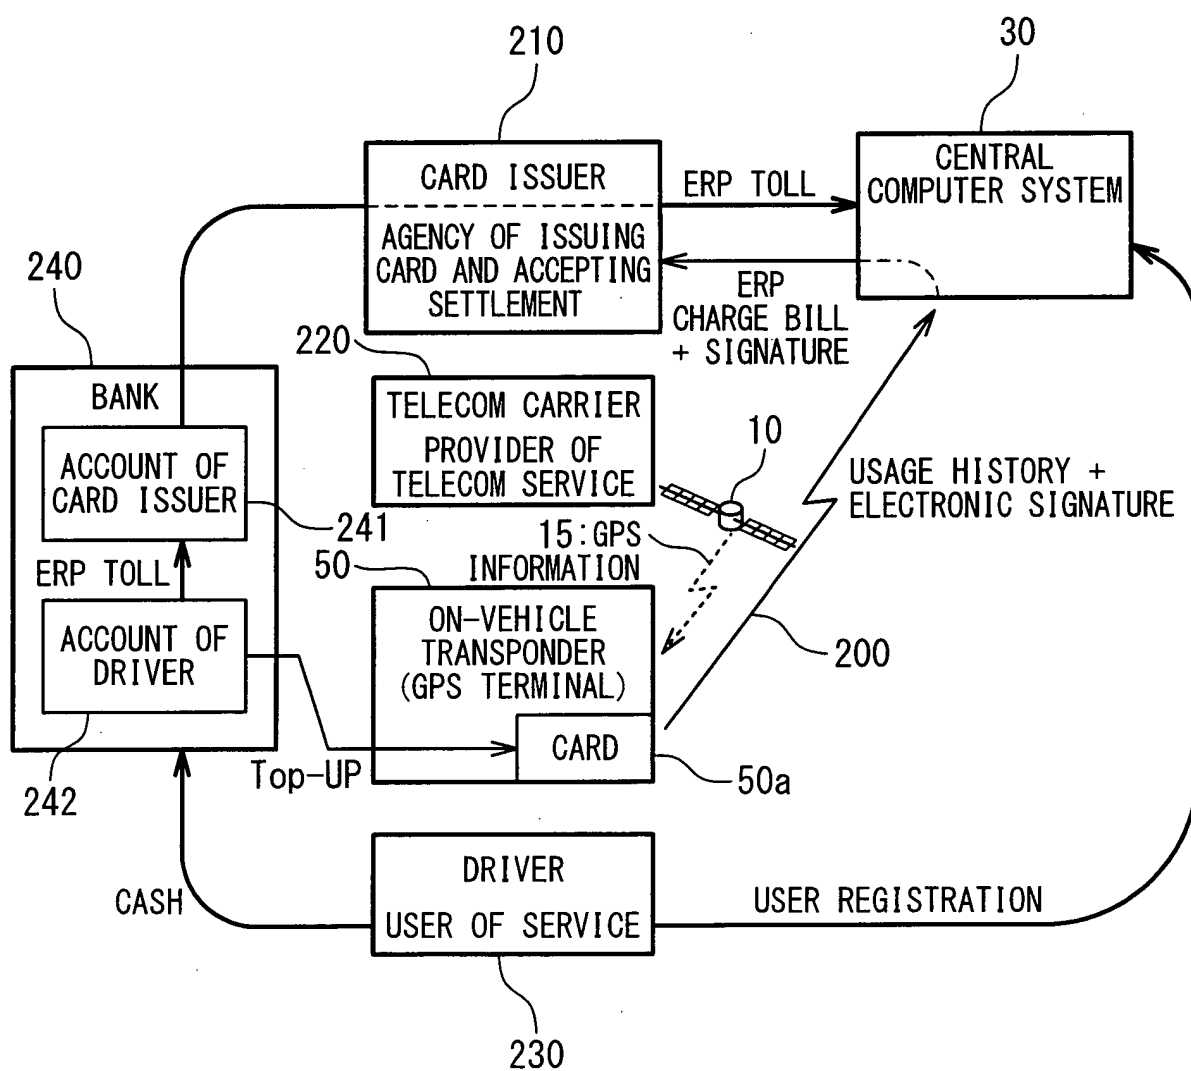 210
30
CARD ISSUER
AGENCY OF ISSUING
CARD AND ACCEPTING
SETTLEMENT
ERP TOLL
CENTRAL
COMPUTER SYSTEM
ERP
CHARGE BILL
+ SIGNATURE
240
BANK
ACCOUNT OF
CARD ISSUER
241
ERP TOLL
ACCOUNT OF
DRIVER
242
220
TELECOM CARRIER
PROVIDER OF
TELECOM SERVICE
10
15:GPS
INFORMATION
USAGE HISTORY +
ELECTRONIC SIGNATURE
200
50
ON-VEHICLE
TRANSPONDER
(GPS TERMINAL)
CARD
50a
Top-UP
CASH
DRIVER
USER OF SERVICE
230
USER REGISTRATION